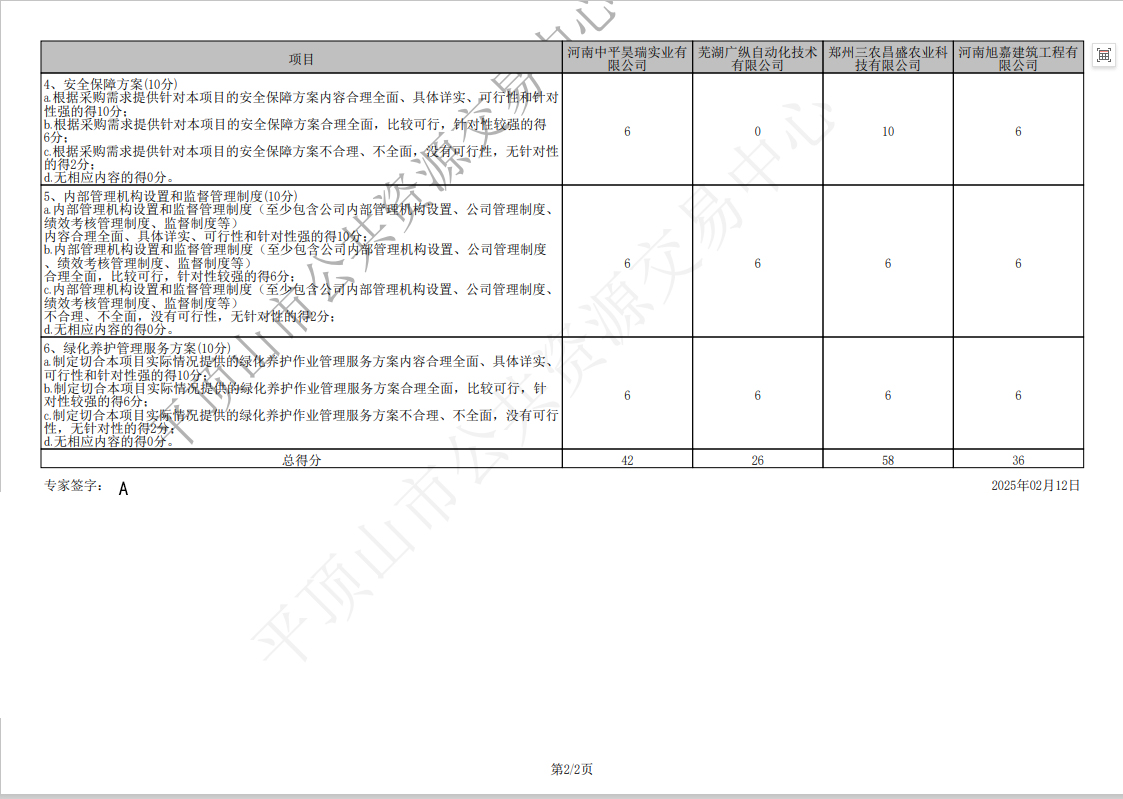 项目
河南中平昊瑞实业有
限公司
芜湖广纵自动化技术
有限公司
郑州三农昌盛农业科
技有限公司
河南旭嘉建筑工程有
限公司
4、安全保障方案(10分)
a.根据采购需求提供针对本项目的安全保障方案内容合理全面、具体详实、可行性和针对
性强的得10分；
b.根据采购需求提供针对本项目的安全保障方案合理全面，比较可行，针对性较强的得
6分；
c.根据采购需求提供针对本项目的安全保障方案不合理、不全面，没有可行性，无针对性
的得2分；
d.无相应内容的得0分。
6
0
10
6
5、内部管理机构设置和监督管理制度(10分)
a.内部管理机构设置和监督管理制度（至少包含公司内部管理机构设置、公司管理制度、
绩效考核管理制度、监督制度等）
内容合理全面、具体详实、可行性和针对性强的得10分；
b.内部管理机构设置和监督管理制度（至少包含公司内部管理机构设置、公司管理制度
、绩效考核管理制度、监督制度等）
合理全面，比较可行，针对性较强的得6分；
c.内部管理机构设置和监督管理制度（至少包含公司内部管理机构设置、公司管理制度、
绩效考核管理制度、监督制度等）
不合理、不全面，没有可行性，无针对性的得2分；
d.无相应内容的得0分。
6
6
6
6
6、绿化养护管理服务方案(10分)
a.制定切合本项目实际情况提供的绿化养护作业管理服务方案内容合理全面、具体详实、
可行性和针对性强的得10分；
b.制定切合本项目实际情况提供的绿化养护作业管理服务方案合理全面，比较可行，针
对性较强的得6分；
c.制定切合本项目实际情况提供的绿化养护作业管理服务方案不合理、不全面，没有可行
性，无针对性的得2分；
d.无相应内容的得0分。
6
6
6
6
总得分
42
26
58
36
专家签字： A
2025年02月12日
平顶山市公共资源交易中心
平顶山市公共资源交易中心
第2/2页